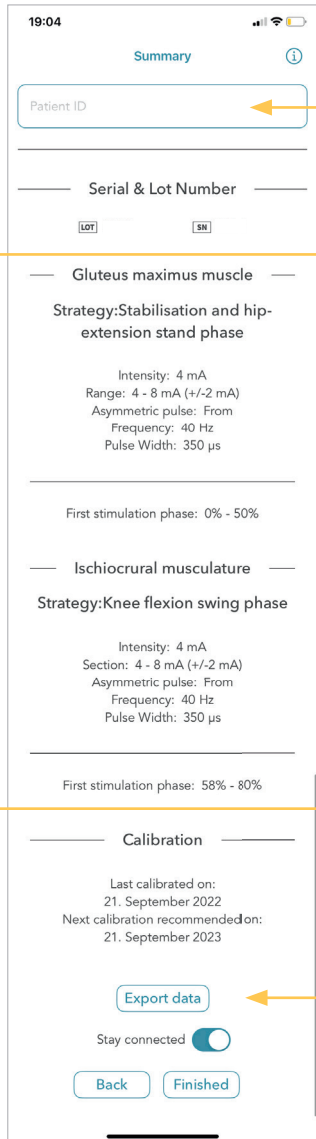 19:04
Summary
Patient ID
Serial & Lot Number
LOT SN
Gluteus maximus muscle
Strategy:Stabilisation and hip-
extension stand phase
Intensity: 4 mA
Range: 4 - 8 mA (+/-2 mA)
Asymmetric pulse: From
Frequency: 40 Hz
Pulse Width: 350 µs
First stimulation phase: 0% - 50%
Ischiocrural musculature
Strategy:Knee flexion swing phase
Intensity: 4 mA
Section: 4 - 8 mA (+/-2 mA)
Asymmetric pulse: From
Frequency: 40 Hz
Pulse Width: 350 µs
First stimulation phase: 58% - 80%
Calibration
Last calibrated on:
21. September 2022
Next calibration recommended on:
21. September 2023
Export data
Stay connected
Back Finished